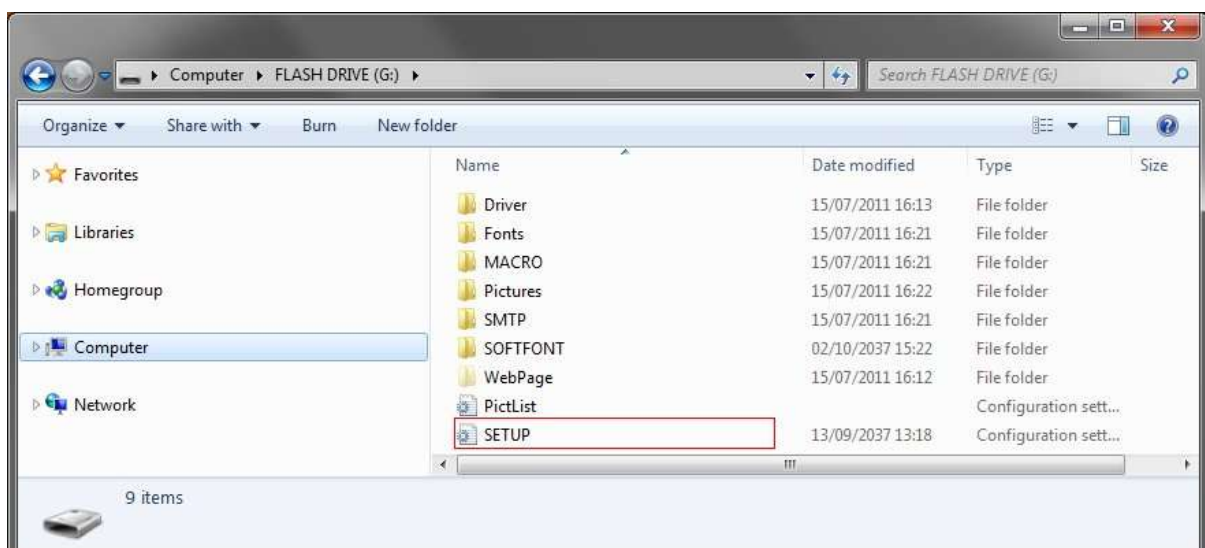 Computer ▸ FLASH DRIVE (G:) ▸ Search FLASH DRIVE (G:)
Organize ▾ Share with ▾ Burn New folder
Favorites
Libraries
Homegroup
Computer
Network
Name Date modified Type Size
Driver 15/07/2011 16:13 File folder
Fonts 15/07/2011 16:21 File folder
MACRO 15/07/2011 16:21 File folder
Pictures 15/07/2011 16:22 File folder
SMTP 15/07/2011 16:21 File folder
SOFTFONT 02/10/2037 15:22 File folder
WebPage 15/07/2011 16:12 File folder
PictList Configuration sett...
SETUP 13/09/2037 13:18 Configuration sett...
9 items